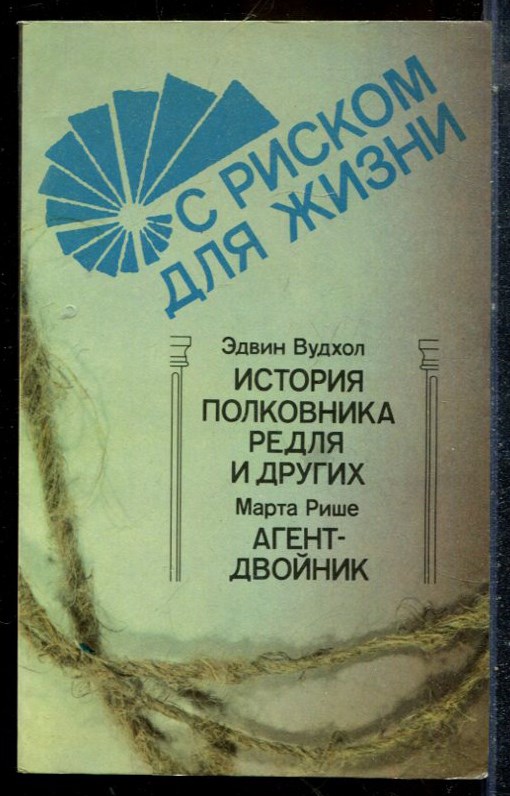 С РИСКОМ
ДЛЯ ЖИЗНИ
Эдвин Вудхол
ИСТОРИЯ
ПОЛКОВНИКА
РЕДЛЯ
И ДРУГИХ
Марта Рише
АГЕНТ-
ДВОЙНИК